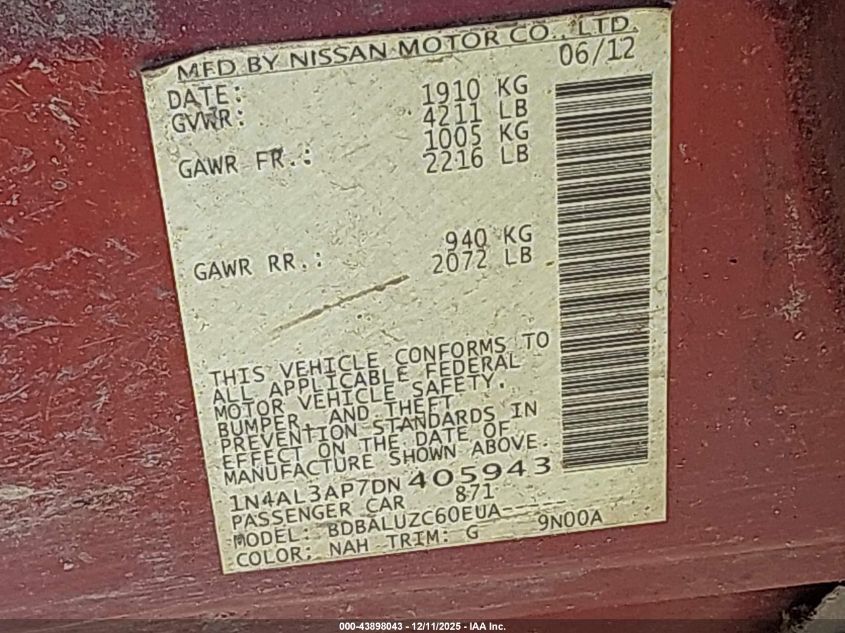 MFD BY NISSAN MOTOR CO., LTD.
DATE: 06/12
GVWR: 1910 KG
4211 LB
GAWR FR.: 1005 KG
2216 LB
GAWR RR.: 940 KG
2072 LB
THIS VEHICLE CONFORMS TO
ALL APPLICABLE FEDERAL
MOTOR VEHICLE SAFETY,
BUMPER, AND THEFT
PREVENTION STANDARDS IN
EFFECT ON THE DATE OF
MANUFACTURE SHOWN ABOVE.
1N4AL3AP7DN405943
PASSENGER CAR 871
MODEL: BDBALUZC60EUA-----
COLOR: NAH TRIM: G 9N00A
000-43898043 - 12/11/2025 - IAA Inc.